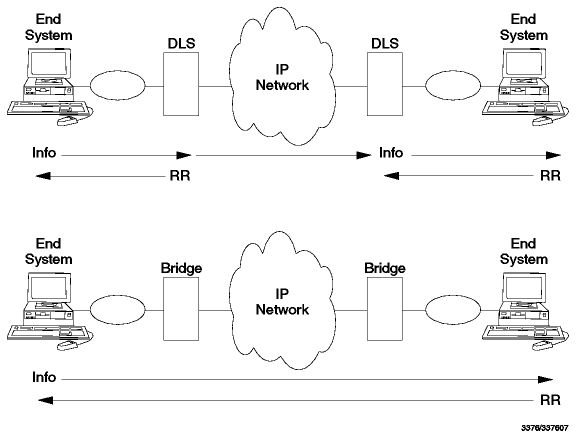 End
System
DLS
IP
Network
DLS
End
System
Info
Info
RR
RR
End
System
Bridge
IP
Network
Bridge
End
System
Info
RR
3376/337607